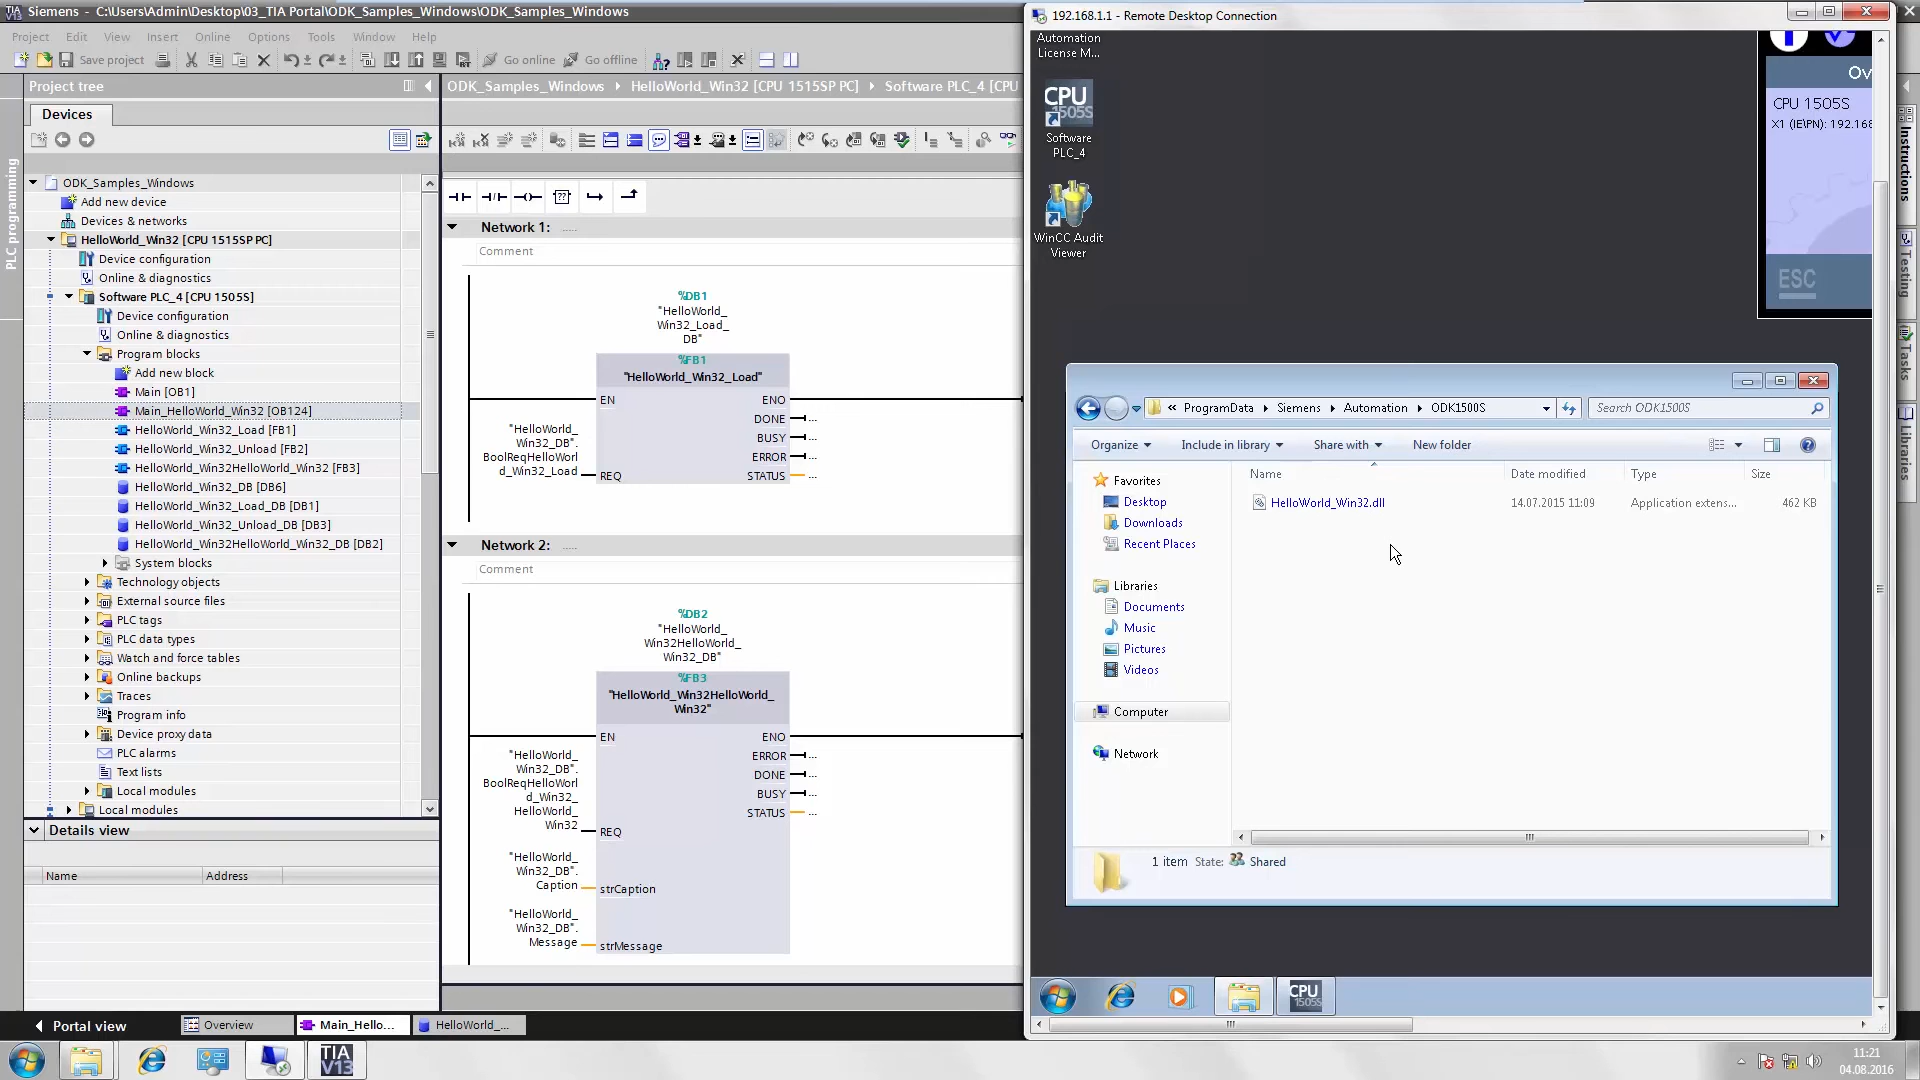 Siemens - C:\Users\Admin\Desktop\03_TIA Portal\ODK_Samples_Windows\ODK_Samples_Windows
Project Edit View Insert Online Options Tools Window Help
Save project Go online Go offline
Project tree
Devices
PLC programming
ODK_Samples_Windows
Add new device
Devices & networks
HelloWorld_Win32 [CPU 1515SP PC]
Device configuration
Online & diagnostics
Software PLC_4 [CPU 1505S]
Device configuration
Online & diagnostics
Program blocks
Add new block
Main [OB1]
Main_HelloWorld_Win32 [OB124]
HelloWorld_Win32_Load [FB1]
HelloWorld_Win32_Unload [FB2]
HelloWorld_Win32HelloWorld_Win32 [FB3]
HelloWorld_Win32_DB [DB6]
HelloWorld_Win32_Load_DB [DB1]
HelloWorld_Win32_Unload_DB [DB3]
HelloWorld_Win32HelloWorld_Win32_DB [DB2]
System blocks
Technology objects
External source files
PLC tags
PLC data types
Watch and force tables
Online backups
Traces
Program info
Device proxy data
PLC alarms
Text lists
Local modules
Local modules
Details view
Name Address
Portal view
Overview
Main_Hello...
HelloWorld_...
ODK_Samples_Windows HelloWorld_Win32 [CPU 1515SP PC] Software PLC_4 [CPU
Network 1: .....
Comment
%DB1
"HelloWorld_
Win32_Load_
DB"
%FB1
"HelloWorld_Win32_Load"
EN ENO
DONE ...
BUSY ...
ERROR ...
STATUS ...
"HelloWorld_
Win32_DB".
BoolReqHelloWorl
d_Win32_Load
REQ
Network 2: .....
Comment
%DB2
"HelloWorld_
Win32HelloWorld_
Win32_DB"
%FB3
"HelloWorld_Win32HelloWorld_
Win32"
EN ENO
ERROR ...
DONE ...
BUSY ...
STATUS ...
"HelloWorld_
Win32_DB".
BoolReqHelloWorl
d_Win32_
HelloWorld_
Win32
REQ
"HelloWorld_
Win32_DB".
Caption
strCaption
"HelloWorld_
Win32_DB".
Message
strMessage
192.168.1.1 - Remote Desktop Connection
Automation
License M...
CPU
1505S
Software
PLC_4
WinCC Audit
Viewer
Ov
CPU 1505S
X1 (IE\PN): 192.168
ESC
« ProgramData Siemens Automation ODK1500S
Search ODK1500S
Organize Include in library Share with New folder
Favorites
Desktop
Downloads
Recent Places
Libraries
Documents
Music
Pictures
Videos
Computer
Network
Name Date modified Type Size
HelloWorld_Win32.dll 14.07.2015 11:09 Application extens... 462 KB
1 item State: Shared
CPU
1505S
Instructions
Testing
Tasks
Libraries
TIA
V13
11:21
04.08.2016